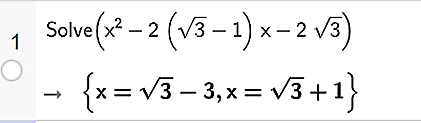 1
Solve(x² − 2 (√3 − 1) x − 2 √3)
→ {x = √3 − 3, x = √3 + 1}